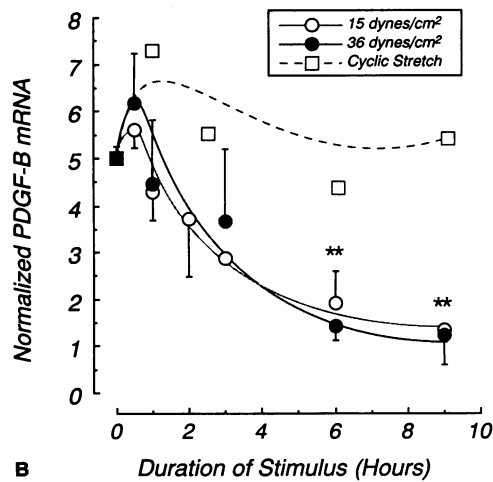 15 dynes/cm²
36 dynes/cm²
Cyclic Stretch
Normalized PDGF-B mRNA
8
7
6
5
4
3
2
1
0
**
**
0
2
4
6
8
10
B
Duration of Stimulus (Hours)